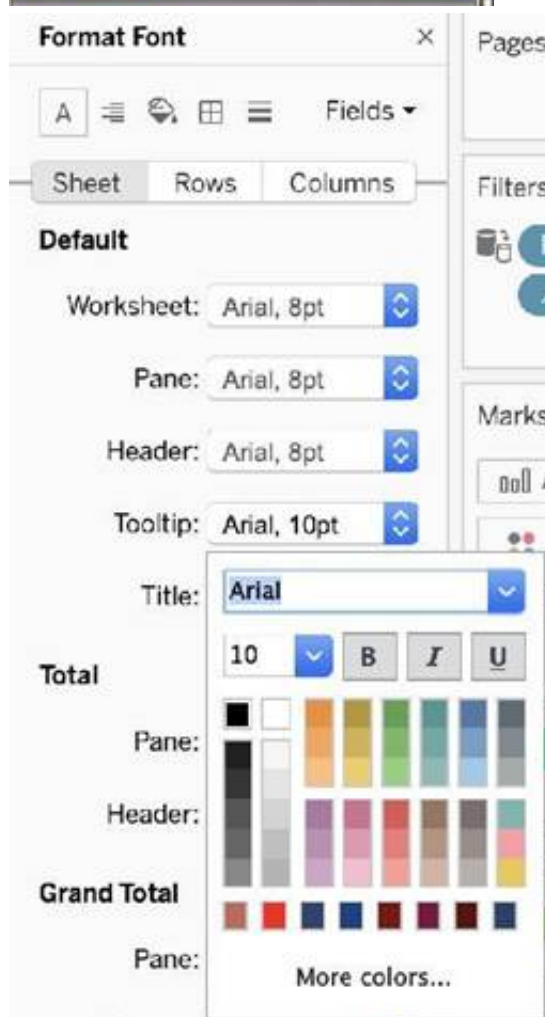 Format Font ×
Pages
A Fields
Sheet Rows Columns
Filters
Default
Worksheet: Arial, 8pt
Pane: Arial, 8pt
Header: Arial, 8pt
Marks
Tooltip: Arial, 10pt
Title: Arial
10 B I U
Total
Pane:
Header:
Grand Total
Pane:
More colors...